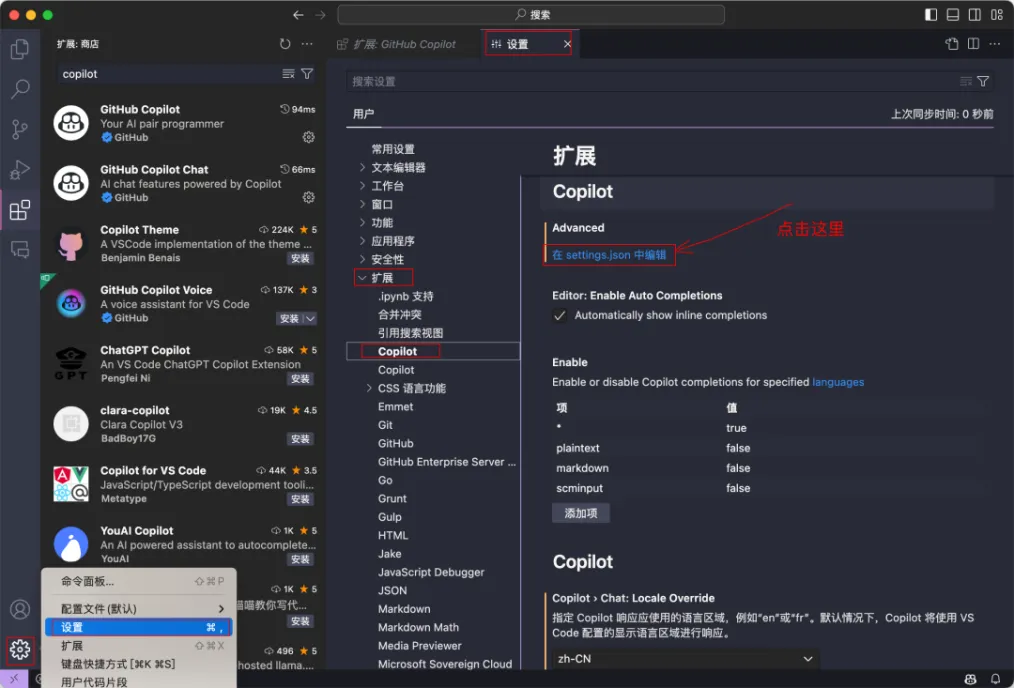 搜索
扩展: 商店
copilot
GitHub Copilot
94ms
Your AI pair programmer
GitHub
GitHub Copilot Chat
66ms
AI chat features powered by Copilot
GitHub
Copilot Theme
224K ★ 5
A VSCode implementation of the theme ...
Benjamin Benais
安装
GitHub Copilot Voice
137K ★ 3
A voice assistant for VS Code
GitHub
安装
ChatGPT Copilot
58K ★ 5
An VS Code ChatGPT Copilot Extension
Pengfei Ni
安装
clara-copilot
19K ★ 4.5
Clara Copilot V3
BadBoy17G
安装
Copilot for VS Code
44K ★ 3.5
JavaScript/TypeScript development tooli...
Metatype
安装
YouAI Copilot
1K ★ 5
An AI powered assistant to autocomplete...
YouAI
安装
1K ★ 5
喵教你写代...
安装
496 ★ 5
hosted llama....
命令面板... ⇧⌘P
配置文件 (默认)
设置 ⌘ ,
扩展 ⇧⌘X
键盘快捷方式 [⌘K ⌘S]
用户代码片段
扩展: GitHub Copilot
设置
搜索设置
用户
上次同步时间: 0 秒前
常用设置
文本编辑器
工作台
窗口
功能
应用程序
安全性
扩展
.ipynb 支持
合并冲突
引用搜索视图
Copilot
Copilot
CSS 语言功能
Emmet
Git
GitHub
GitHub Enterprise Server ...
Go
Grunt
Gulp
HTML
Jake
JavaScript Debugger
JSON
Markdown
Markdown Math
Media Previewer
Microsoft Sovereign Cloud
扩展
Copilot
Advanced
在 settings.json 中编辑
点击这里
Editor: Enable Auto Completions
Automatically show inline completions
Enable
Enable or disable Copilot completions for specified languages
项 值
* true
plaintext false
markdown false
scminput false
添加项
Copilot
Copilot › Chat: Locale Override
指定 Copilot 响应应使用的语言区域，例如“en”或“fr”。默认情况下，Copilot 将使用 VS
Code 配置的显示语言区域进行响应。
zh-CN